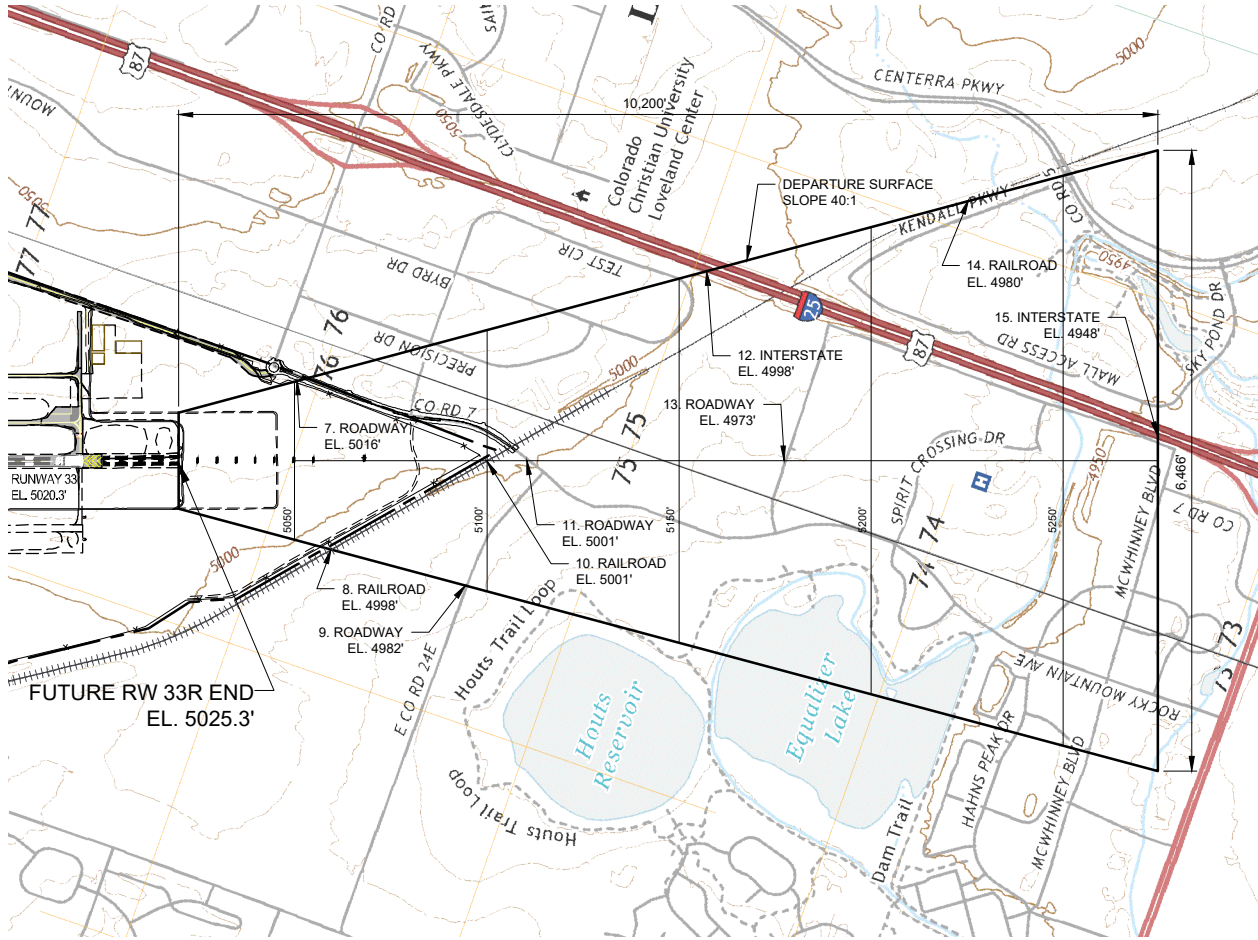 87
CO RD
SAIN
L
5000
MOUNT
CLYDESDALE PKWY
5050
10,200'
Colorado
Christian University
Loveland Center
CENTERRA PKWY
5050
77
77
DEPARTURE SURFACE
SLOPE 40:1
CO RD 5
KENDALL PKWY
TEST CIR
BYRD DR
4950
14. RAILROAD
EL. 4980'
15. INTERSTATE
EL. 4948'
SKY POND DR
25
76
76
PRECISION DR
87
MALL ACCESS RD
12. INTERSTATE
EL. 4998'
5000
CO RD 7
13. ROADWAY
EL. 4973'
7. ROADWAY
EL. 5016'
75
75
SPIRIT CROSSING DR
4950
6,466'
RUNWAY 33
EL. 5020.3'
H
MCWHINNEY BLVD
CO RD 7
5050'
5100'
5150'
5200'
5250'
11. ROADWAY
EL. 5001'
74
74
5000
10. RAILROAD
EL. 5001'
8. RAILROAD
EL. 4998'
9. ROADWAY
EL. 4982'
Houts Trail Loop
73
73
E CO RD 24E
ROCKY MOUNTAIN AVE
FUTURE RW 33R END
EL. 5025.3'
Houts
Reservoir
Equalizer
Lake
HAHNS PEAK DR
MCWHINNEY BLVD
Houts Trail Loop
Dam Trail